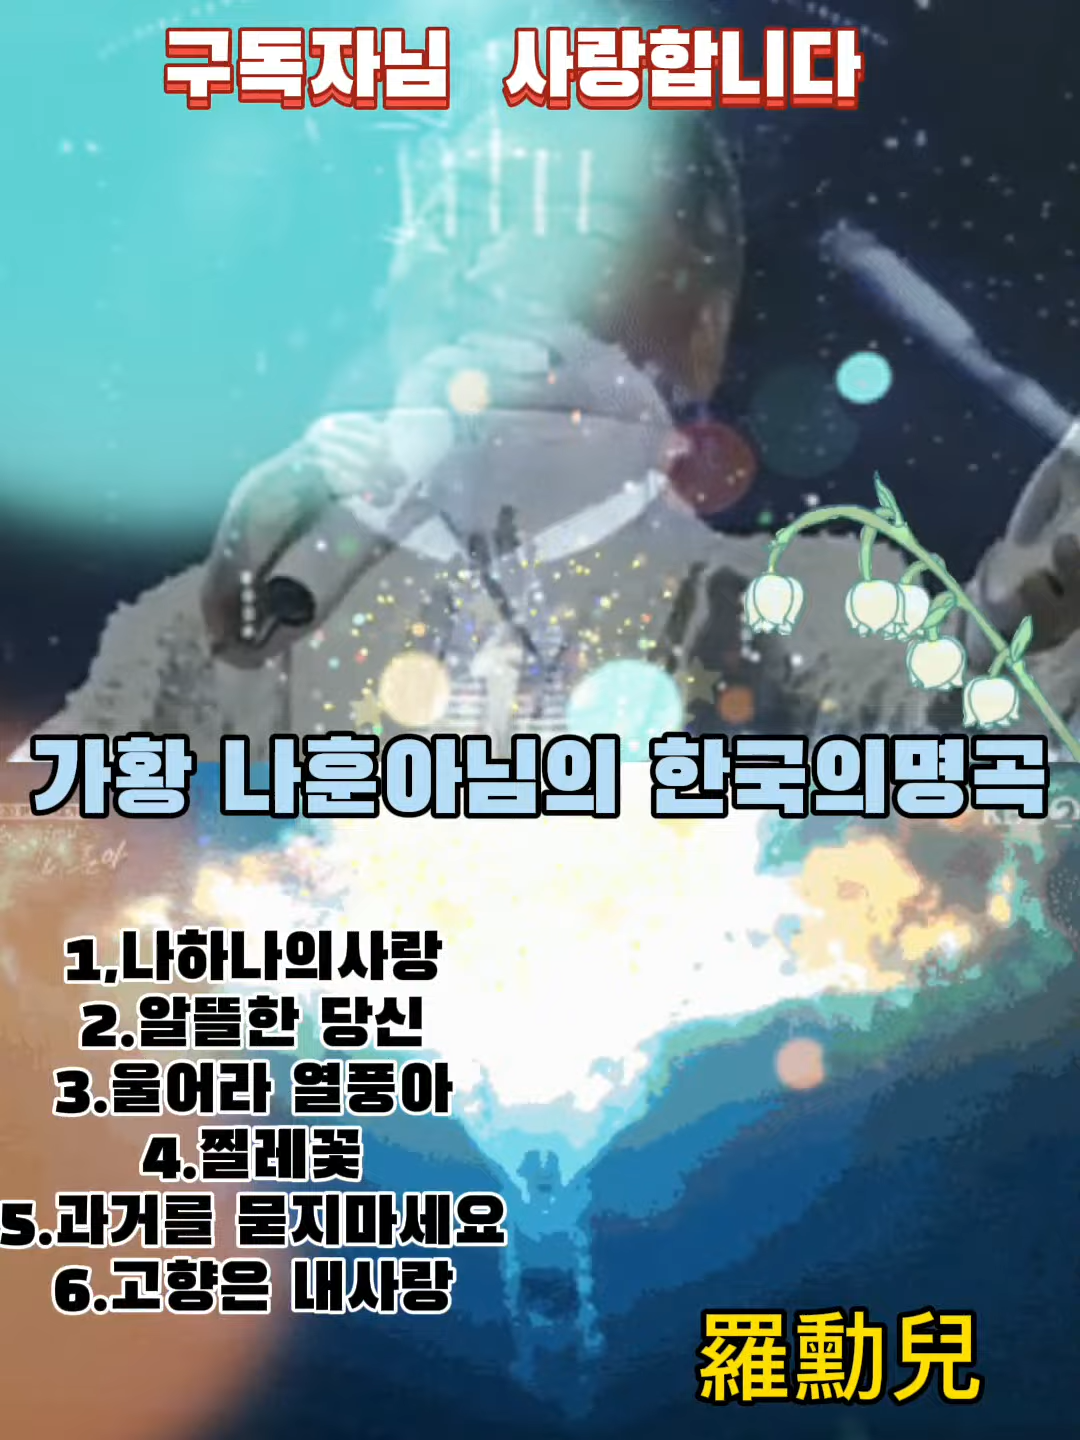 구독자님 사랑합니다
가황 나훈아님의 한국의명곡
나훈아
1,나하나의사랑
2.알뜰한 당신
3.울어라 열풍아
4.찔레꽃
5.과거를 묻지마세요
6.고향은 내사랑
羅勳兒